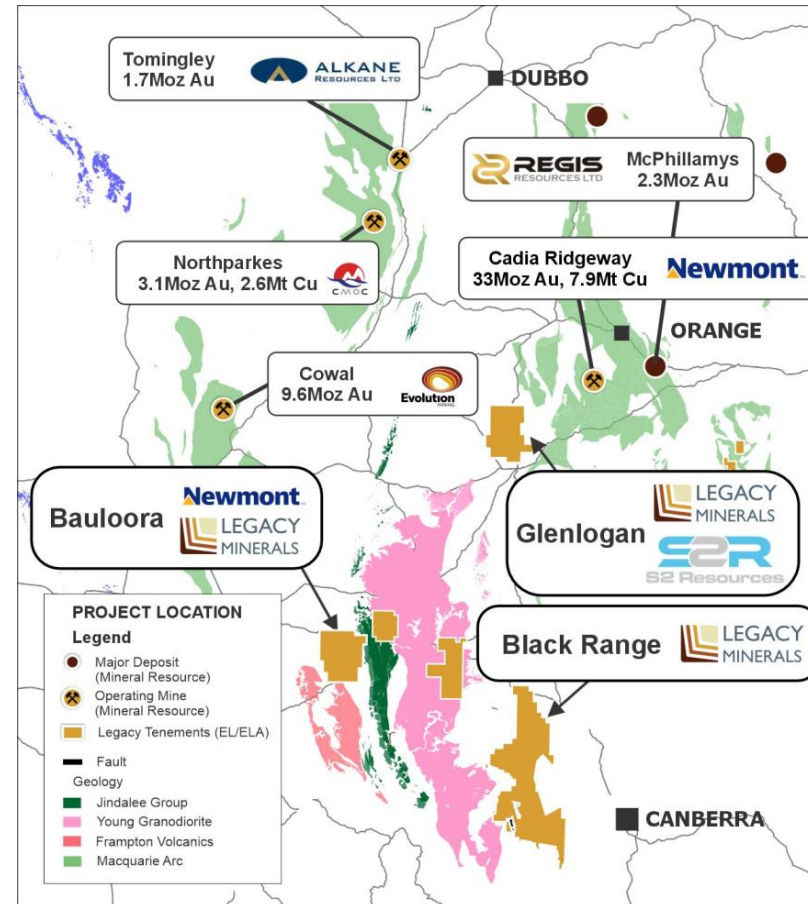 Tomingley
1.7Moz Au
ALKANE
RESOURCES LTD
DUBBO
REGIS
RESOURCES LTD
McPhillamys
2.3Moz Au
Northparkes
3.1Moz Au, 2.6Mt Cu
CMOC
Cadia Ridgeway
33Moz Au, 7.9Mt Cu
Newmont
ORANGE
Cowal
9.6Moz Au
Evolution
MINING
Bauloora
Newmont
LEGACY
MINERALS
Glenlogan
LEGACY
MINERALS
S2R
S2 Resources
Black Range
LEGACY
MINERALS
CANBERRA
PROJECT LOCATION
Legend
Major Deposit
(Mineral Resource)
Operating Mine
(Mineral Resource)
Legacy Tenements (EL/ELA)
Fault
Geology
Jindalee Group
Young Granodiorite
Frampton Volcanics
Macquarie Arc